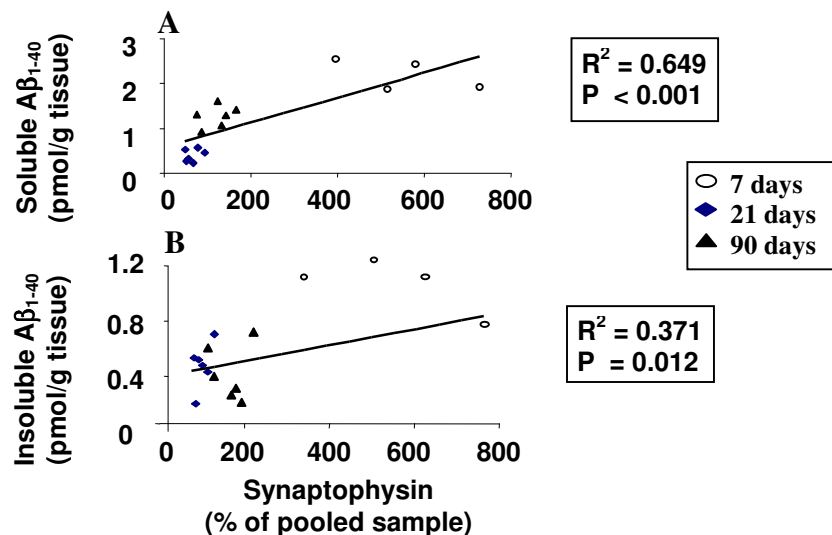 A
Soluble Aβ1-40
(pmol/g tissue)
3
2
1
0
0 200 400 600 800
R² = 0.649
P < 0.001
7 days
21 days
90 days
B
Insoluble Aβ1-40
(pmol/g tissue)
1.2
0.8
0.4
0
0 200 400 600 800
R² = 0.371
P = 0.012
Synaptophysin
(% of pooled sample)